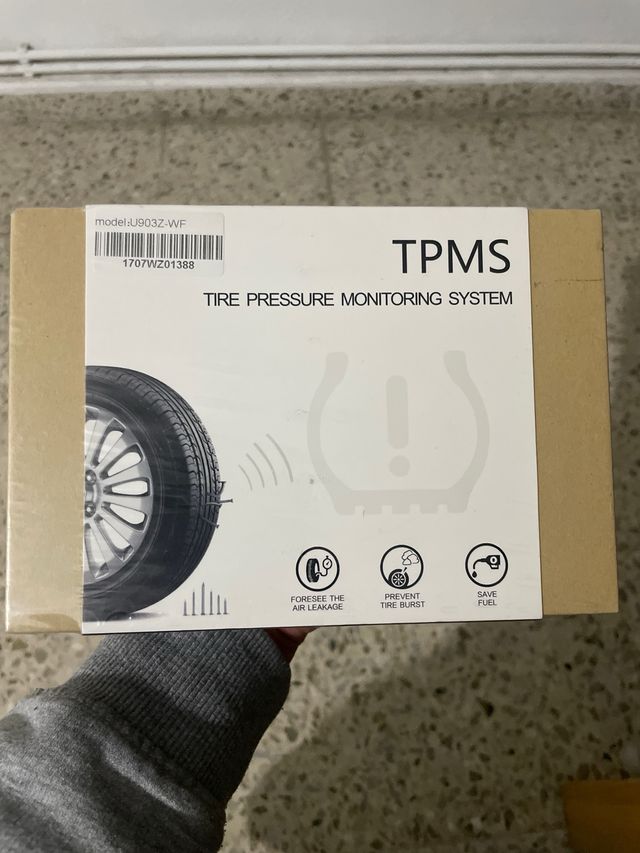 model:U903Z-WF
1707WZ01388
TPMS
TIRE PRESSURE MONITORING SYSTEM
FORESEE THE
AIR LEAKAGE
PREVENT
TIRE BURST
SAVE
FUEL